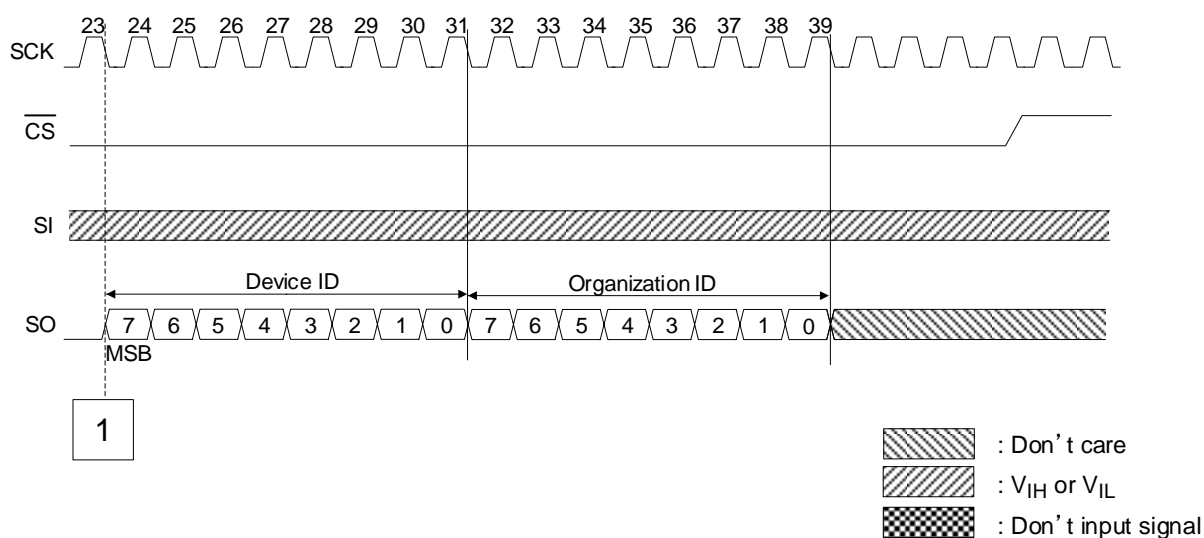 23 24 25 26 27 28 29 30 31 32 33 34 35 36 37 38 39
SCK
CS
SI
Device ID Organization ID
SO 7 6 5 4 3 2 1 0 7 6 5 4 3 2 1 0
MSB
1
: Don't care
: VIH or VIL
: Don't input signal